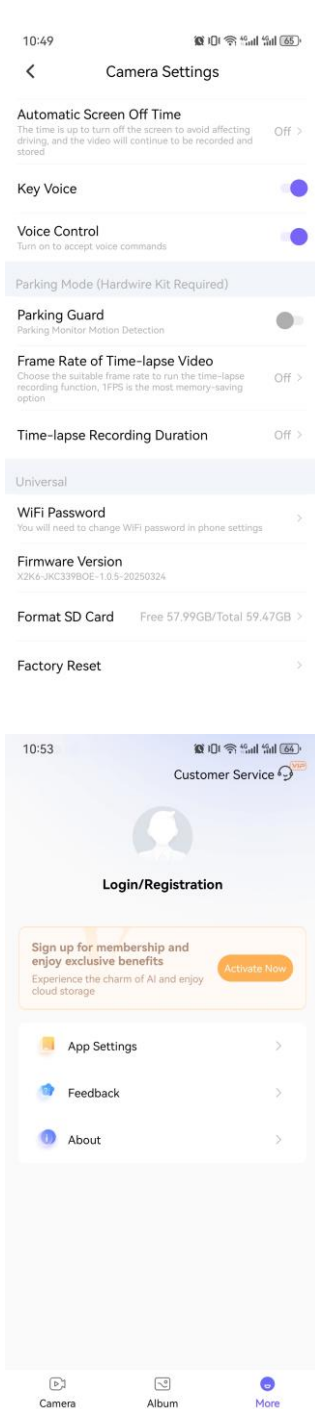 10:49
4G 4G 65
Camera Settings
Automatic Screen Off Time
The time is up to turn off the screen to avoid affecting
driving, and the video will continue to be recorded and
stored
Off
Key Voice
Voice Control
Turn on to accept voice commands
Parking Mode (Hardwire Kit Required)
Parking Guard
Parking Monitor Motion Detection
Frame Rate of Time-lapse Video
Choose the suitable frame rate to run the time-lapse
recording function, 1FPS is the most memory-saving
option
Off
Time-lapse Recording Duration Off
Universal
WiFi Password
You will need to change WiFi password in phone settings
Firmware Version
X2K6-JKC339BOE-1.0.5-20250324
Format SD Card Free 57.99GB/Total 59.47GB
Factory Reset
10:53
4G 4G 64
Customer Service
VIP
Login/Registration
Sign up for membership and
enjoy exclusive benefits
Experience the charm of AI and enjoy
cloud storage
Activate Now
App Settings
Feedback
About
Camera Album More